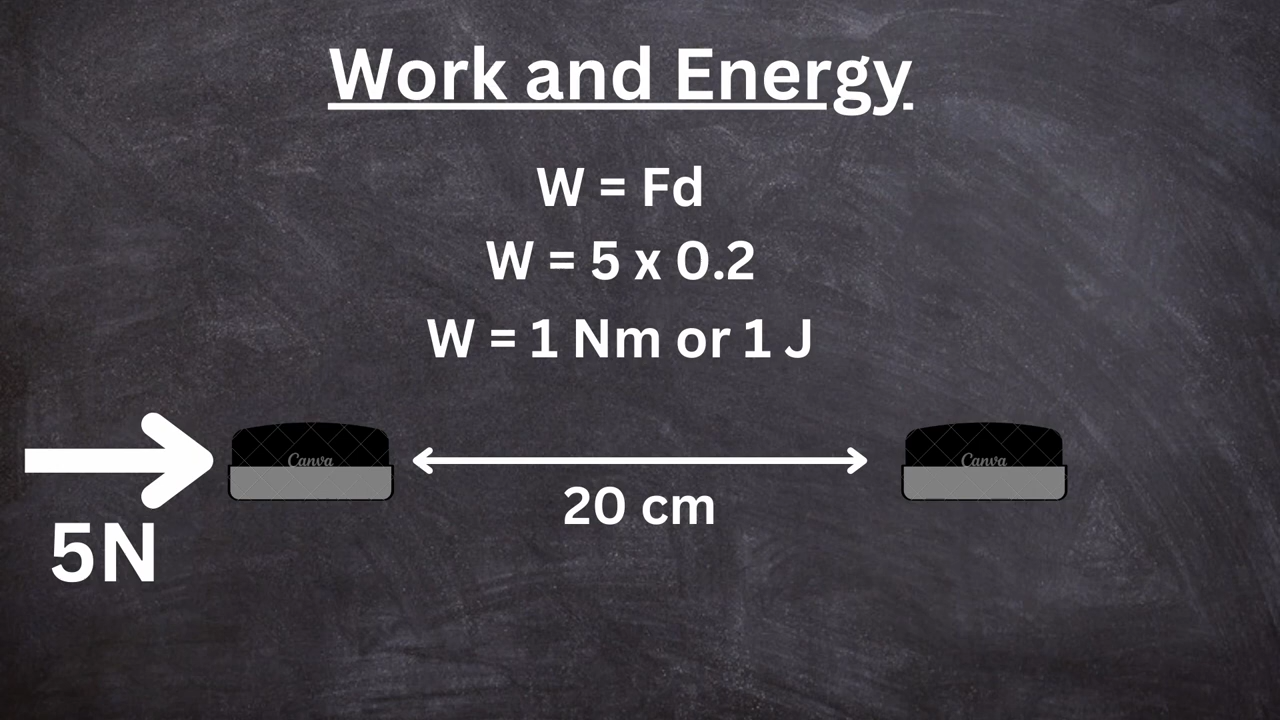 Work and Energy
W = Fd
W = 5 x 0.2
W = 1 Nm or 1 J
Canva
Canva
20 cm
5N